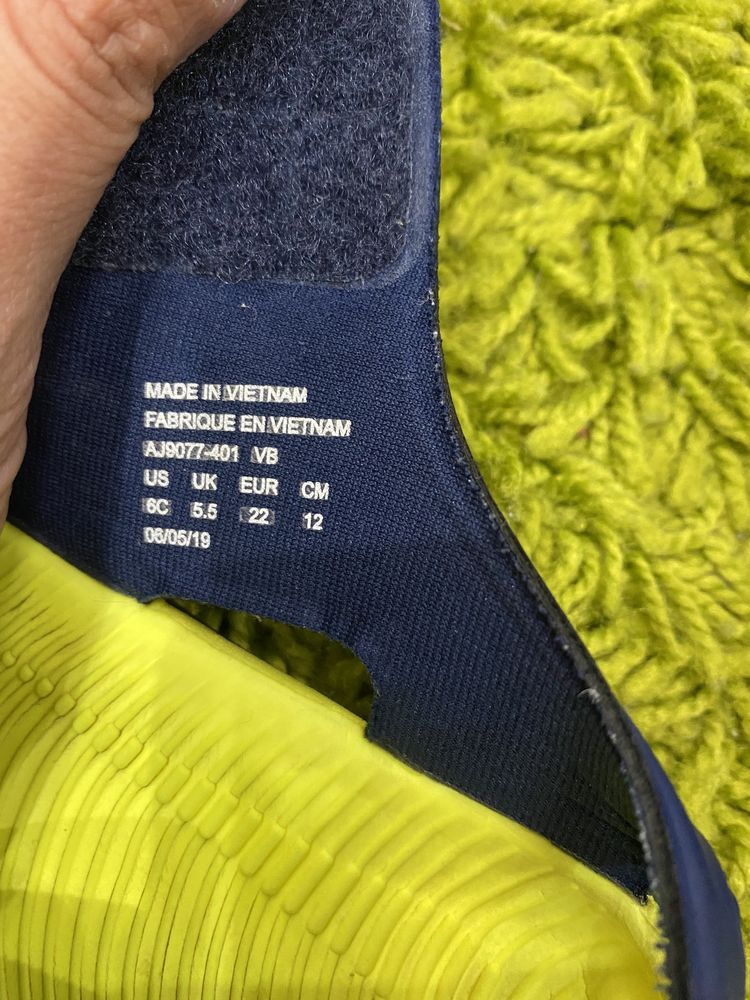 MADE IN VIETNAM
FABRIQUE EN VIETNAM
AJ9077-401 VB
US UK EUR CM
6C 5.5 22 12
06/05/19